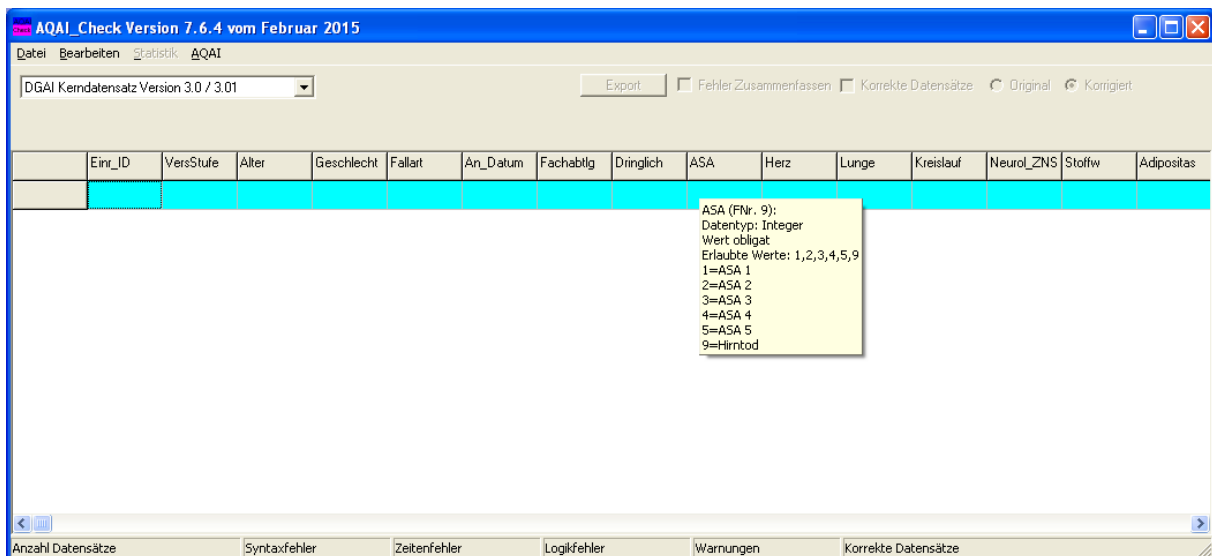 AQAI_Check Version 7.6.4 vom Februar 2015
Datei Bearbeiten Statistik AQAI
DGAI Kerndatensatz Version 3.0 / 3.01 Export Fehler Zusammenfassen Korrekte Datensätze Original Korrigiert
Einr_ID VersStufe Alter Geschlecht Fallart An_Datum Fachabtlg Dringlich ASA Herz Lunge Kreislauf Neurol_ZNS Stoffw Adipositas
ASA (FNr. 9):
Datentyp: Integer
Wert obligat
Erlaubte Werte: 1,2,3,4,5,9
1=ASA 1
2=ASA 2
3=ASA 3
4=ASA 4
5=ASA 5
9=Hirntod
Anzahl Datensätze Syntaxfehler Zeitenfehler Logikfehler Warnungen Korrekte Datensätze